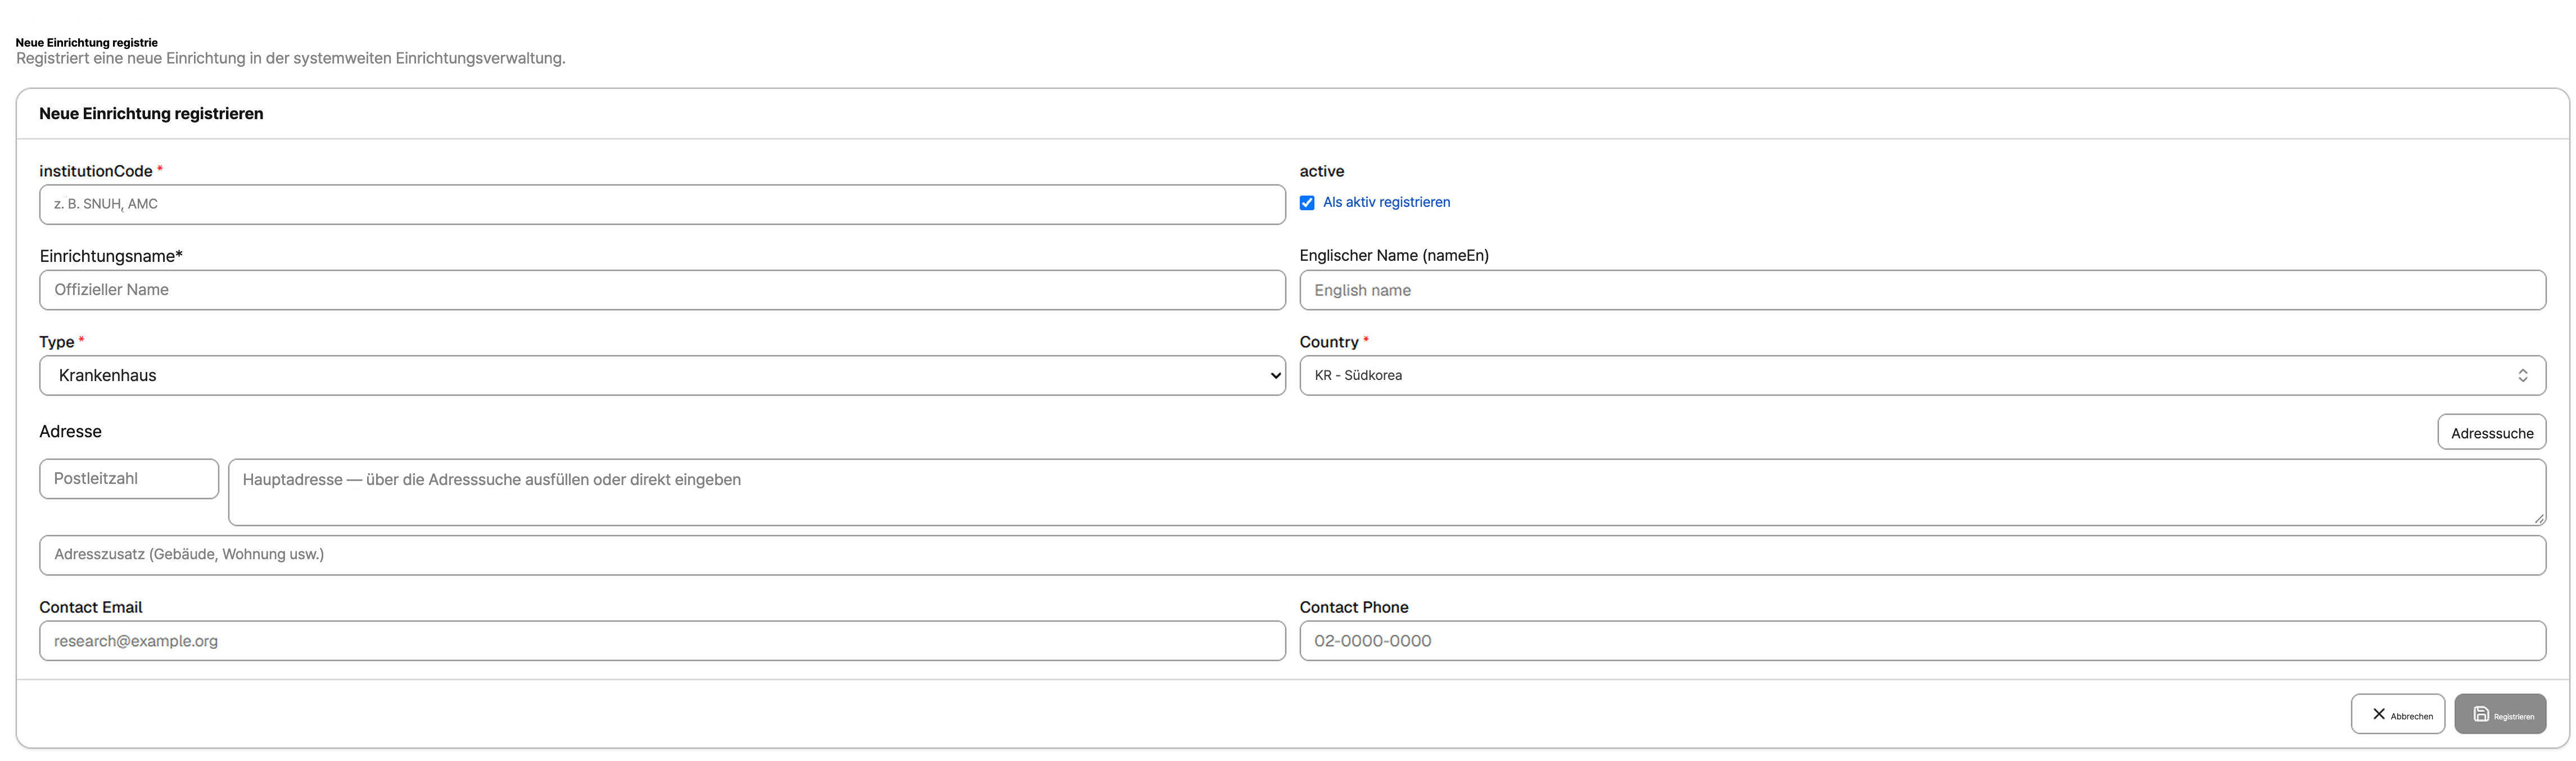 Neue Einrichtung registrie
Registriert eine neue Einrichtung in der systemweiten Einrichtungsverwaltung.
Neue Einrichtung registrieren
institutionCode *
active
z. B. SNUH, AMC
Als aktiv registrieren
Einrichtungsname*
Englischer Name (nameEn)
Offizieller Name
English name
Type *
Country *
Krankenhaus
KR - Südkorea
Adresse
Adresssuche
Postleitzahl
Hauptadresse — über die Adresssuche ausfüllen oder direkt eingeben
Adresszusatz (Gebäude, Wohnung usw.)
Contact Email
Contact Phone
research@example.org
02-0000-0000
Abbrechen
Registrieren